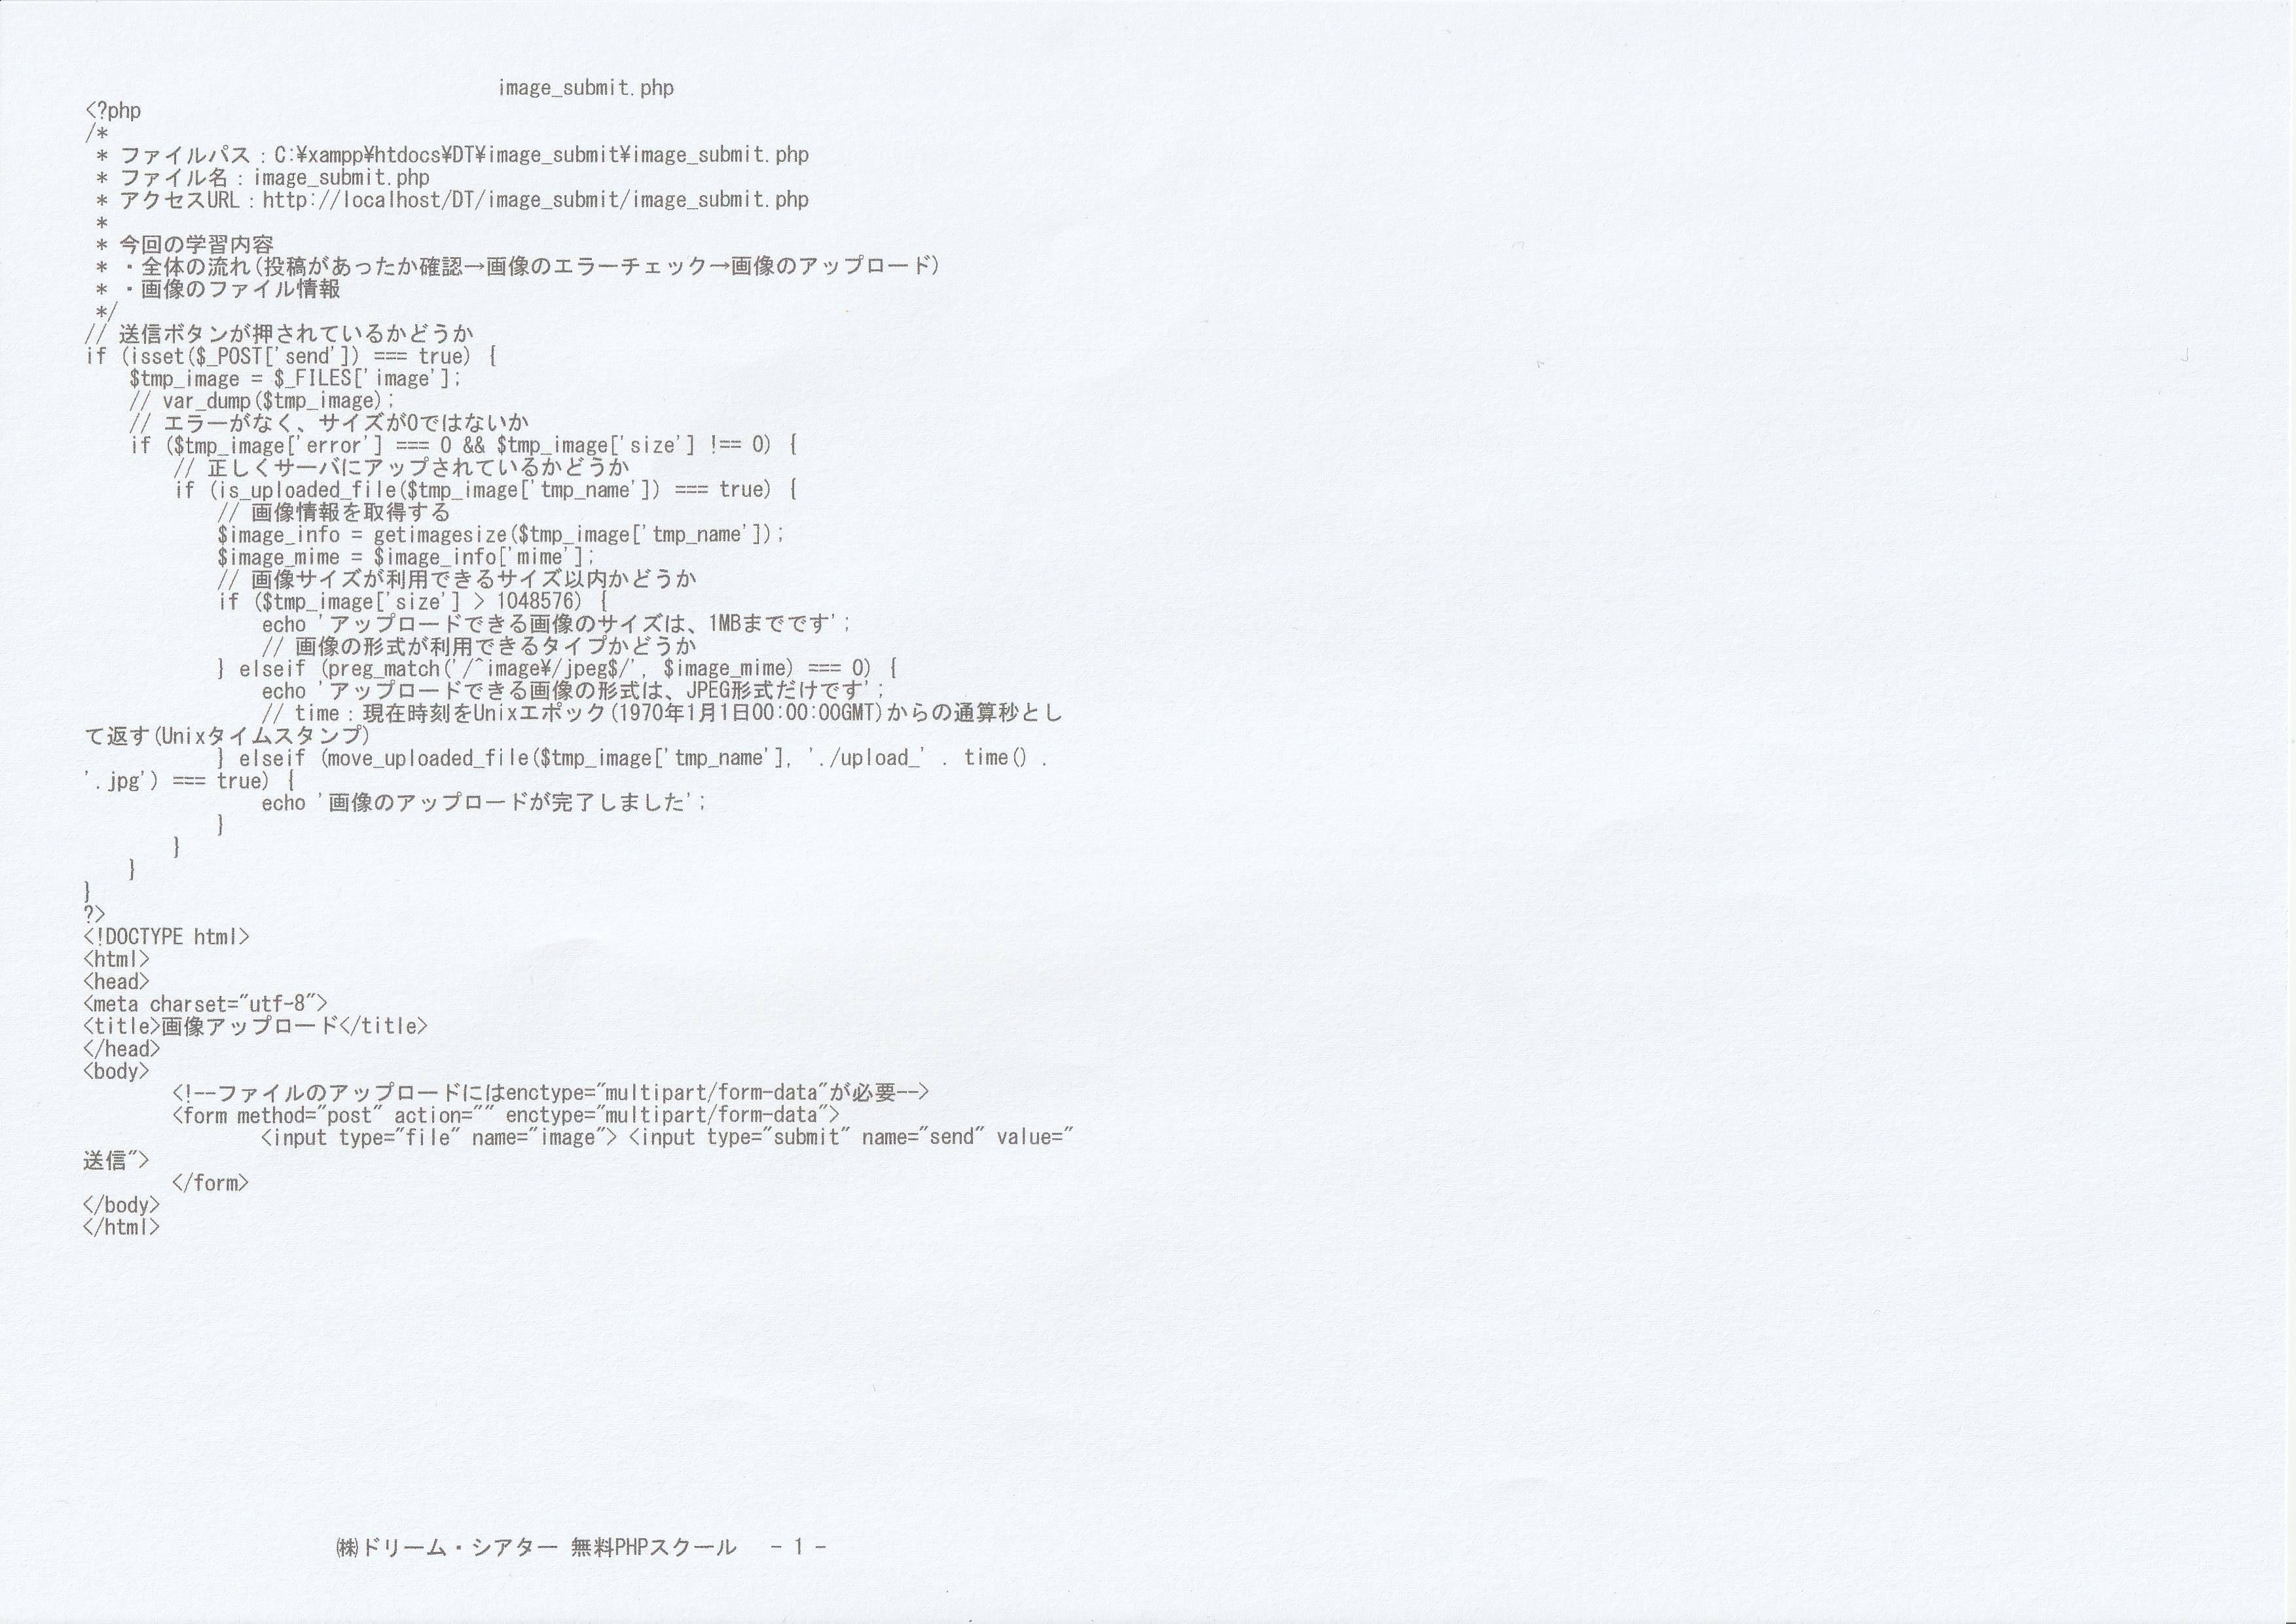 image_submit.php
<?php
/*
 * ファイルパス：C:¥xampp¥htdocs¥DT¥image_submit¥image_submit.php
 * ファイル名：image_submit.php
 * アクセスURL：http://localhost/DT/image_submit/image_submit.php
 *
 * 今回の学習内容
 * ・全体の流れ(投稿があったか確認→画像のエラーチェック→画像のアップロード)
 * ・画像のファイル情報
 */
// 送信ボタンが押されているかどうか
if (isset($_POST['send']) === true) {
    $tmp_image = $_FILES['image'];
    // var_dump($tmp_image);
    // エラーがなく、サイズが0ではないか
    if ($tmp_image['error'] === 0 && $tmp_image['size'] !== 0) {
        // 正しくサーバにアップされているかどうか
        if (is_uploaded_file($tmp_image['tmp_name']) === true) {
            // 画像情報を取得する
            $image_info = getimagesize($tmp_image['tmp_name']);
            $image_mime = $image_info['mime'];
            // 画像サイズが利用できるサイズ以内かどうか
            if ($tmp_image['size'] > 1048576) {
                echo 'アップロードできる画像のサイズは、1MBまでです';
                // 画像の形式が利用できるタイプかどうか
            } elseif (preg_match('/^image¥/jpeg$/', $image_mime) === 0) {
                echo 'アップロードできる画像の形式は、JPEG形式だけです';
                // time：現在時刻をUnixエポック(1970年1月1日00:00:00GMT)からの通算秒とし
て返す(Unixタイムスタンプ)
            } elseif (move_uploaded_file($tmp_image['tmp_name'], './upload_' . time() .
'.jpg') === true) {
                echo '画像のアップロードが完了しました';
            }
        }
    }
}
?>
<!DOCTYPE html>
<html>
<head>
<meta charset="utf-8">
<title>画像アップロード</title>
</head>
<body>
        <!--ファイルのアップロードにはenctype="multipart/form-data"が必要-->
        <form method="post" action="" enctype="multipart/form-data">
                <input type="file" name="image"> <input type="submit" name="send" value="
送信">
        </form>
</body>
</html>
㈱ドリーム・シアター 無料PHPスクール - 1 -